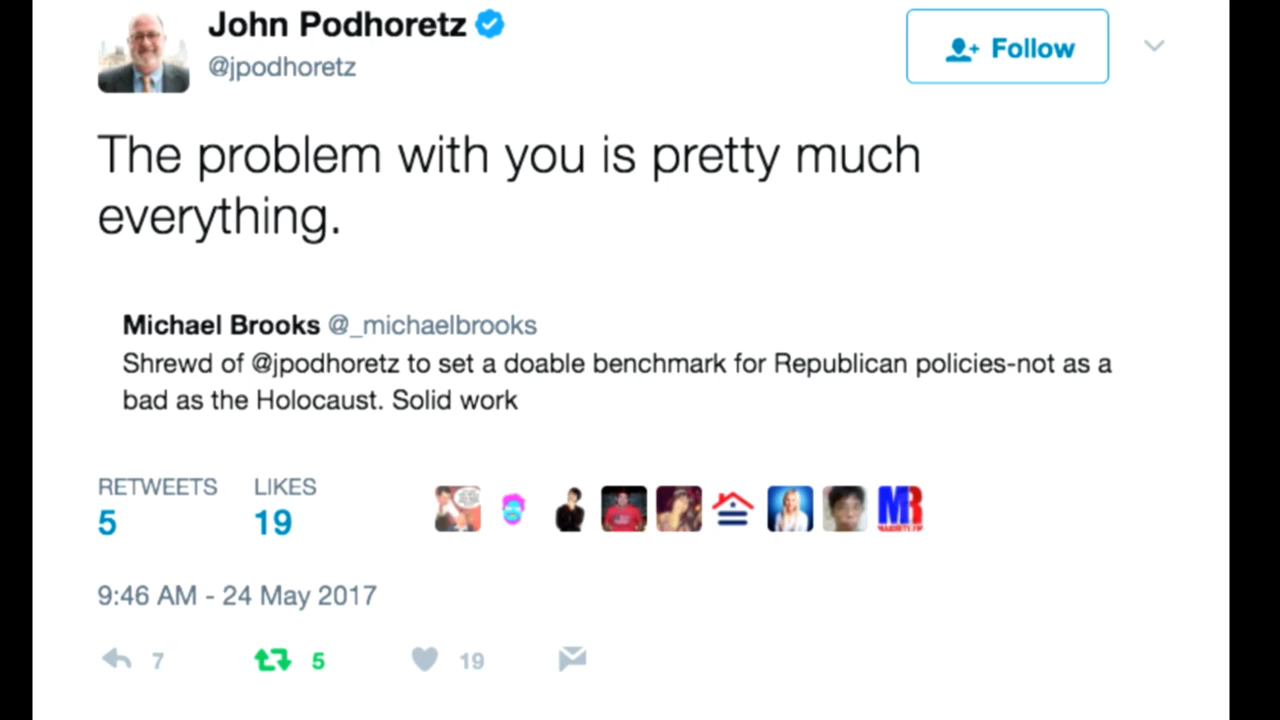 John Podhoretz
@jpodhoretz
Follow
The problem with you is pretty much
everything.
Michael Brooks @_michaelbrooks
Shrewd of @jpodhoretz to set a doable benchmark for Republican policies-not as a
bad as the Holocaust. Solid work
RETWEETS LIKES
5 19
MR
9:46 AM - 24 May 2017
7 5 19